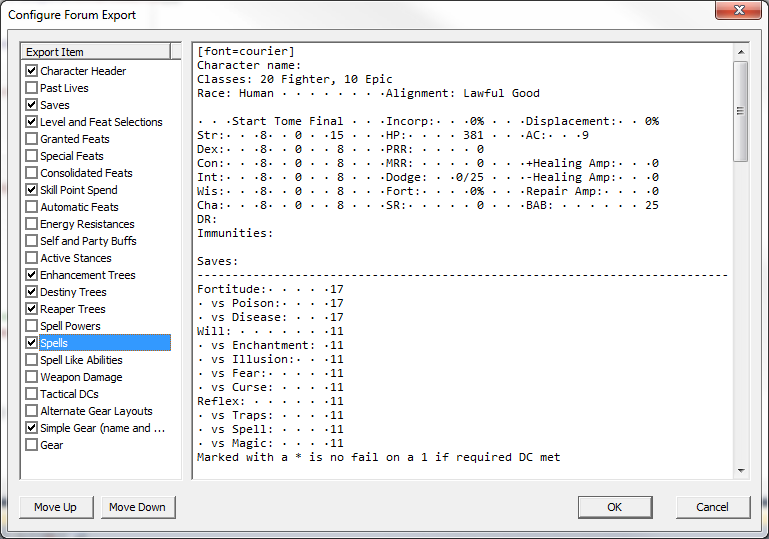 Configure Forum Export
Export Item
Character Header
Past Lives
Saves
Level and Feat Selections
Granted Feats
Special Feats
Consolidated Feats
Skill Point Spend
Automatic Feats
Energy Resistances
Self and Party Buffs
Active Stances
Enhancement Trees
Destiny Trees
Reaper Trees
Spell Powers
Spells
Spell Like Abilities
Weapon Damage
Tactical DCs
Alternate Gear Layouts
Simple Gear (name and ...
Gear
[font=courier]
Character name:
Classes: 20 Fighter, 10 Epic
Race: Human · · · · · · · ·Alignment: Lawful Good
· · ·Start Tome Final · · ·Incorp:· · 0% · · ·Displacement:· · 0%
Str:· · ·8· · 0 · ·15 · · ·HP:· · · · 381 · · ·AC:· · ·9
Dex:· · ·8· · 0 · · 8 · · ·PRR: · · · · 0
Con:· · ·8· · 0 · · 8 · · ·MRR: · · · · 0 · · ·+Healing Amp:· · ·0
Int:· · ·8· · 0 · · 8 · · ·Dodge: · 0/25 · · ·-Healing Amp:· · ·0
Wis:· · ·8· · 0 · · 8 · · ·Fort:· · · 0% · · ·Repair Amp:· · · ·0
Cha:· · ·8· · 0 · · 8 · · ·SR:· · · · ·0 · · ·BAB: · · · · · · 25
DR:
Immunities:
Saves:
------------------------------------------------------------------------
Fortitude:· · · · ·17
· vs Poison:· · · ·17
· vs Disease: · · ·17
Will: · · · · · · ·11
· vs Enchantment: ·11
· vs Illusion:· · ·11
· vs Fear:· · · · ·11
· vs Curse: · · · ·11
Reflex: · · · · · ·11
· vs Traps: · · · ·11
· vs Spell: · · · ·11
· vs Magic: · · · ·11
Marked with a * is no fail on a 1 if required DC met
Move Up
Move Down
OK
Cancel